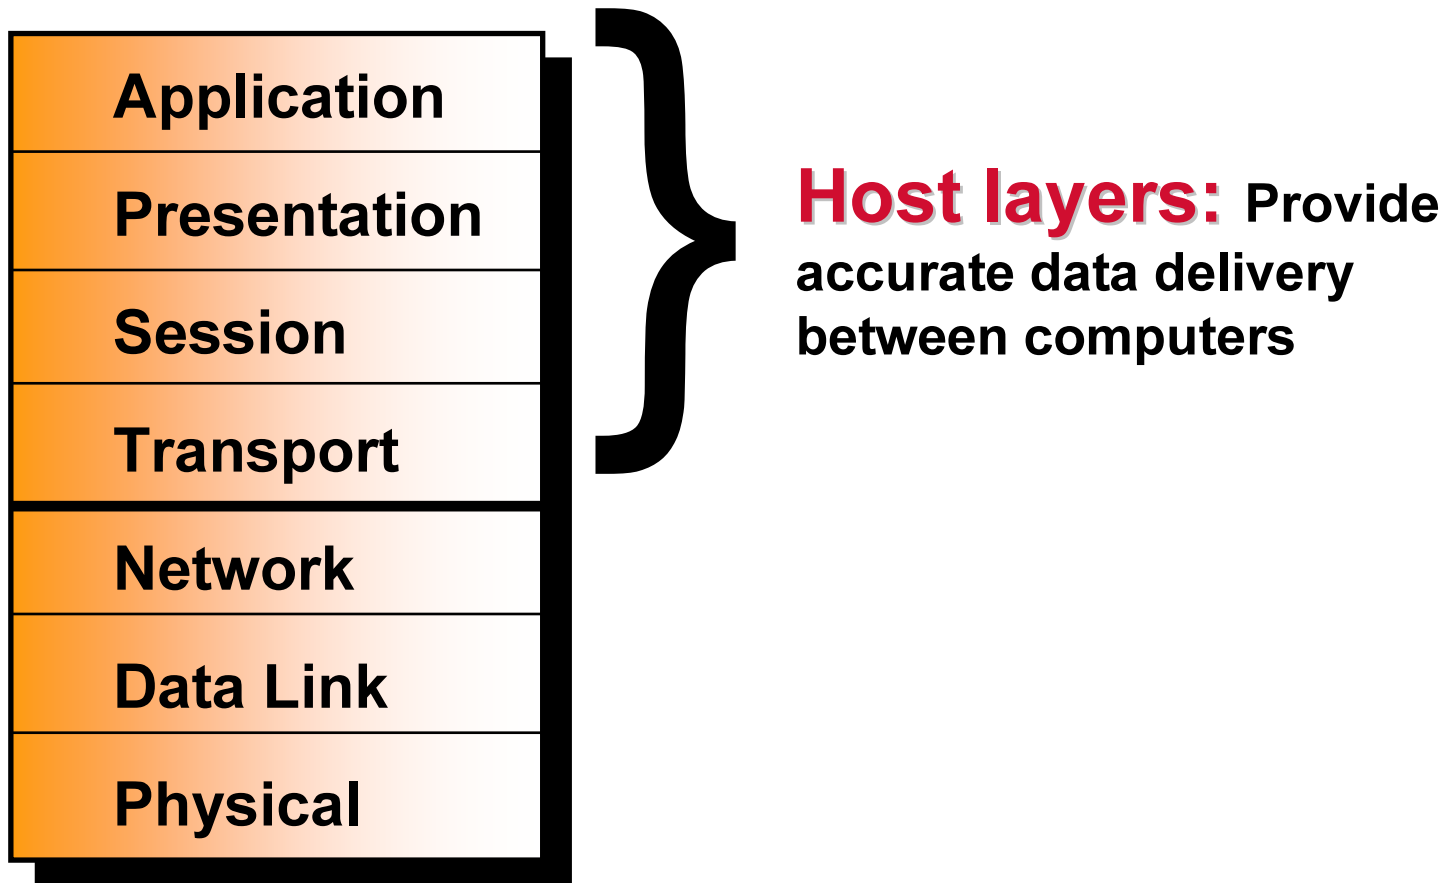 Application
Presentation
Session
Transport
Network
Data Link
Physical
Host layers: Provide
accurate data delivery
between computers